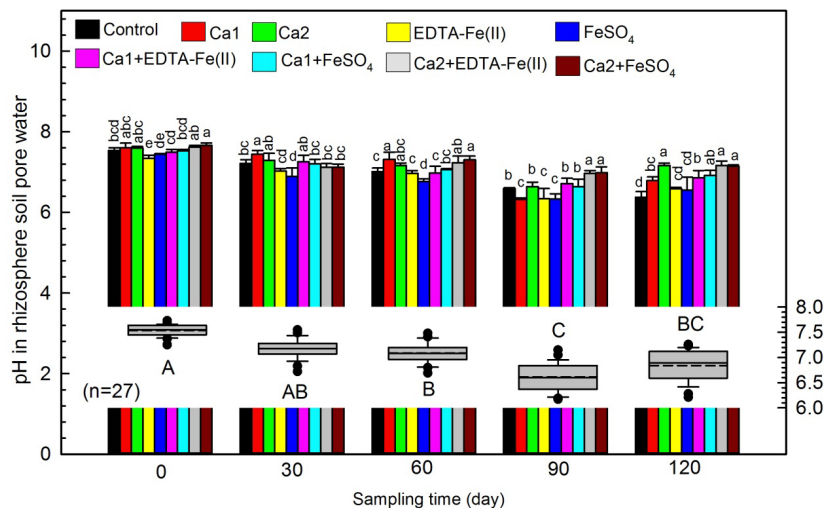 Control
Ca1
Ca2
EDTA-Fe(II)
FeSO₄
Ca1+EDTA-Fe(II)
Ca1+FeSO₄
Ca2+EDTA-Fe(II)
Ca2+FeSO₄
pH in rhizosphere soil pore water
10
8
6
4
2
0
bcd abc abc e de cd bcd ab a
bc a ab cd d ab bc bc bc
c a abc c d c bc ab a
b c b c c b b a a
d bc a cd cd b ab a a
A
AB
B
C
BC
(n=27)
8.0
7.5
7.0
6.5
6.0
0 30 60 90 120
Sampling time (day)